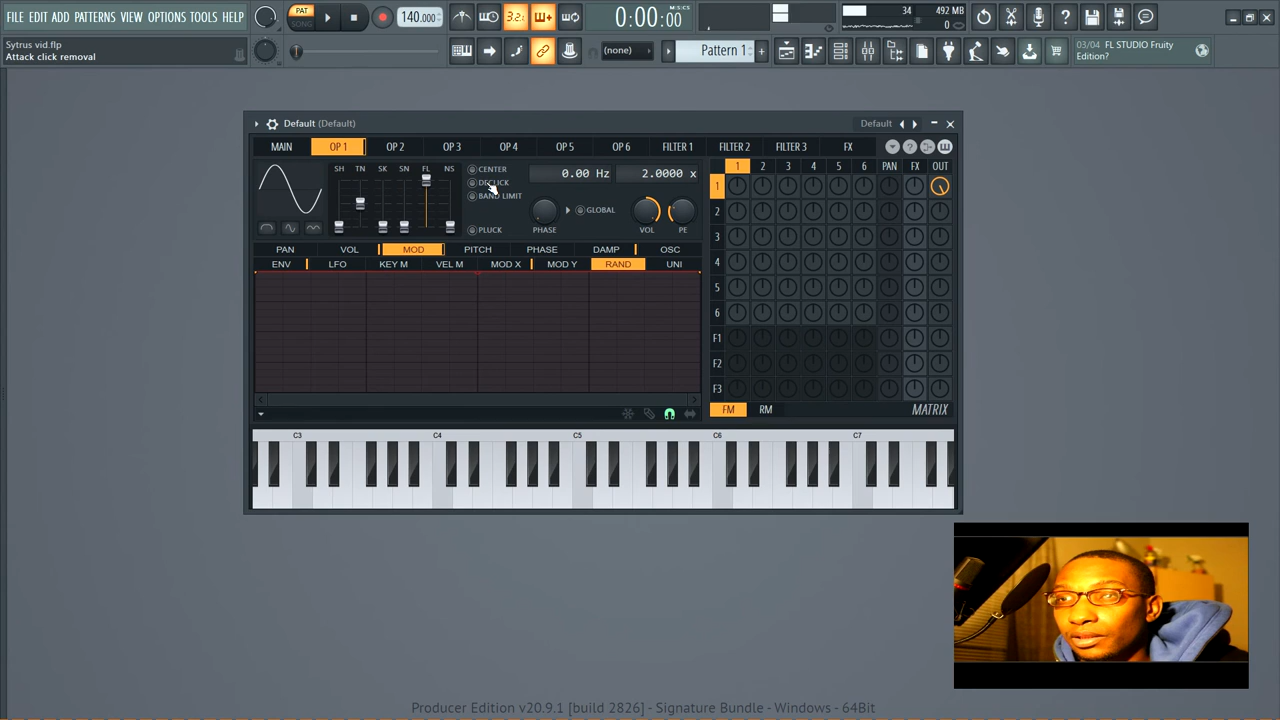 FILE EDIT ADD PATTERNS VIEW OPTIONS TOOLS HELP
PAT
SONG
140.000
3.2.
0:00:00
M:S:CS
34
492 MB
0
Sytrus vid.flp
Attack click removal
(none)
Pattern 1
03/04 FL STUDIO Fruity
Edition?
Default (Default)
Default
MAIN OP 1 OP 2 OP 3 OP 4 OP 5 OP 6 FILTER 1 FILTER 2 FILTER 3 FX
SH TN SK SN FL NS
CENTER
DECLICK
BAND LIMIT
PLUCK
0.00 Hz 2.0000 x
PHASE
GLOBAL
VOL PE
PAN VOL MOD PITCH PHASE DAMP OSC
ENV LFO KEY M VEL M MOD X MOD Y RAND UNI
1 2 3 4 5 6 PAN FX OUT
1
2
3
4
5
6
F1
F2
F3
FM RM MATRIX
C3 C4 C5 C6 C7
Producer Edition v20.9.1 [build 2826] - Signature Bundle - Windows - 64Bit